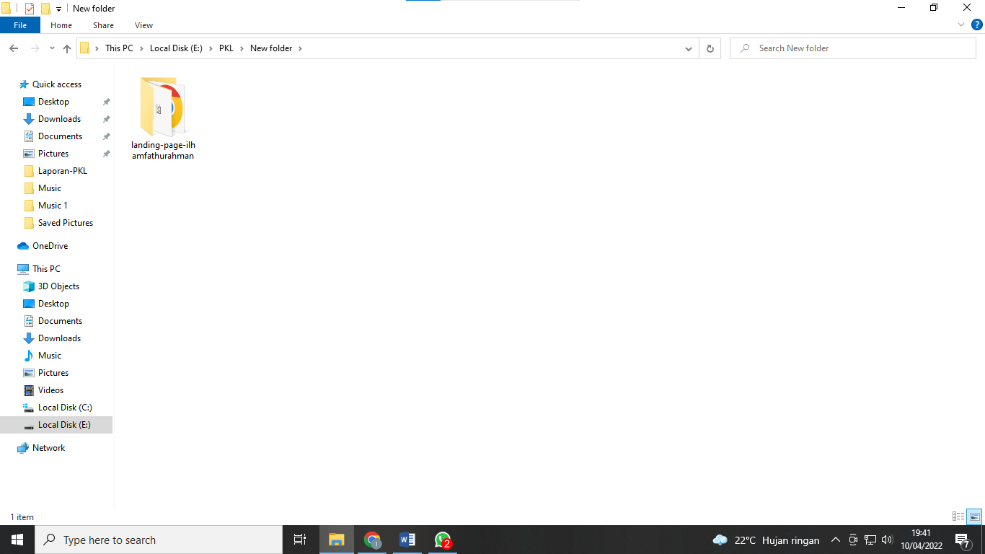 New folder
File Home Share View
This PC Local Disk (E:) PKL New folder
Search New folder
Quick access
Desktop
Downloads
Documents
Pictures
Laporan-PKL
Music
Music 1
Saved Pictures
OneDrive
This PC
3D Objects
Desktop
Documents
Downloads
Music
Pictures
Videos
Local Disk (C:)
Local Disk (E:)
Network
landing-page-ilh
amfathurahman
1 item
Type here to search
2
22°C Hujan ringan
19:41
10/04/2022
7